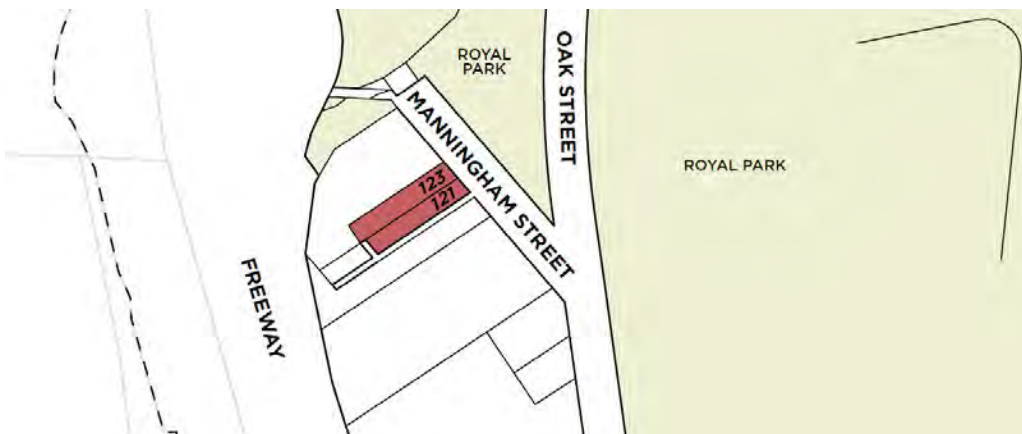 ROYAL
PARK
OAK STREET
MANNINGHAM STREET
ROYAL PARK
123
121
FREEWAY